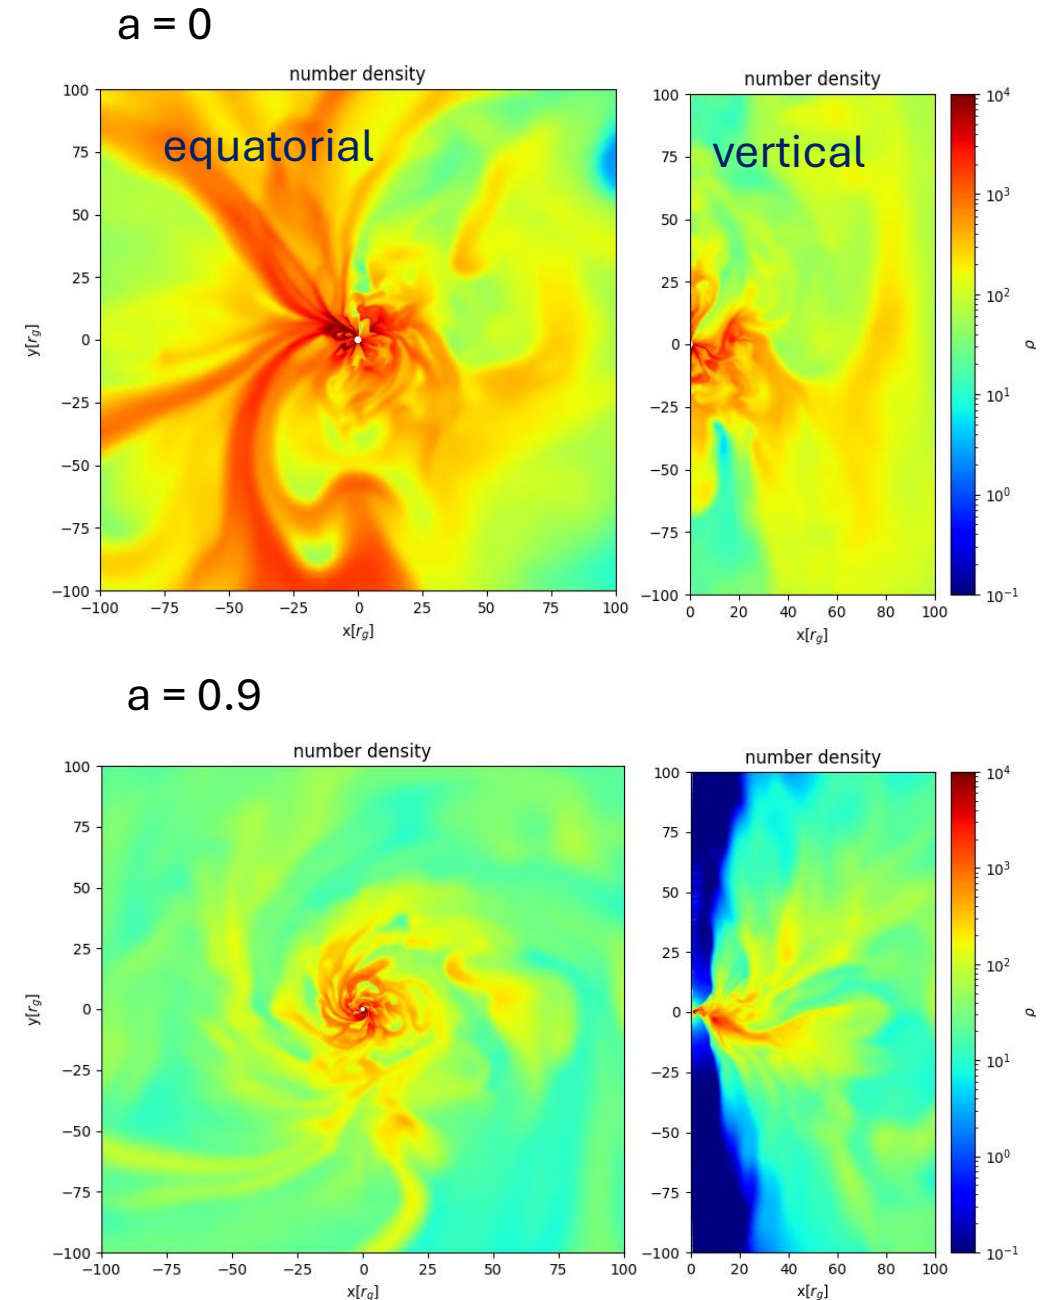 a = 0
number density
number density
equatorial
vertical
100
75
50
25
0
−25
−50
−75
−100
y[r_g]
−100 −75 −50 −25 0 25 50 75 100
x[r_g]
100
75
50
25
0
−25
−50
−75
−100
0 20 40 60 80 100
x[r_g]
10^4
10^3
10^2
10^1
10^0
10^−1
ρ
a = 0.9
number density
number density
100
75
50
25
0
−25
−50
−75
−100
y[r_g]
−100 −75 −50 −25 0 25 50 75 100
x[r_g]
100
75
50
25
0
−25
−50
−75
−100
0 20 40 60 80 100
x[r_g]
10^4
10^3
10^2
10^1
10^0
10^−1
ρ